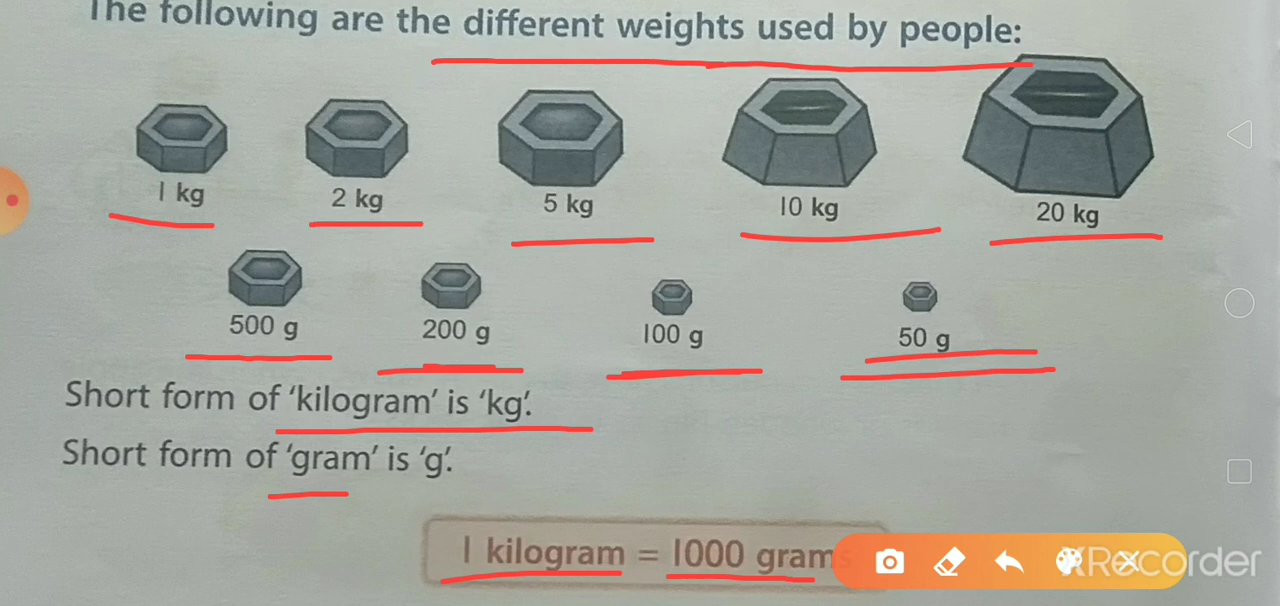 The following are the different weights used by people:
1 kg 2 kg 5 kg 10 kg 20 kg
500 g 200 g 100 g 50 g
Short form of ‘kilogram’ is ‘kg’.
Short form of ‘gram’ is ‘g’.
1 kilogram = 1000 gram
XRecorder